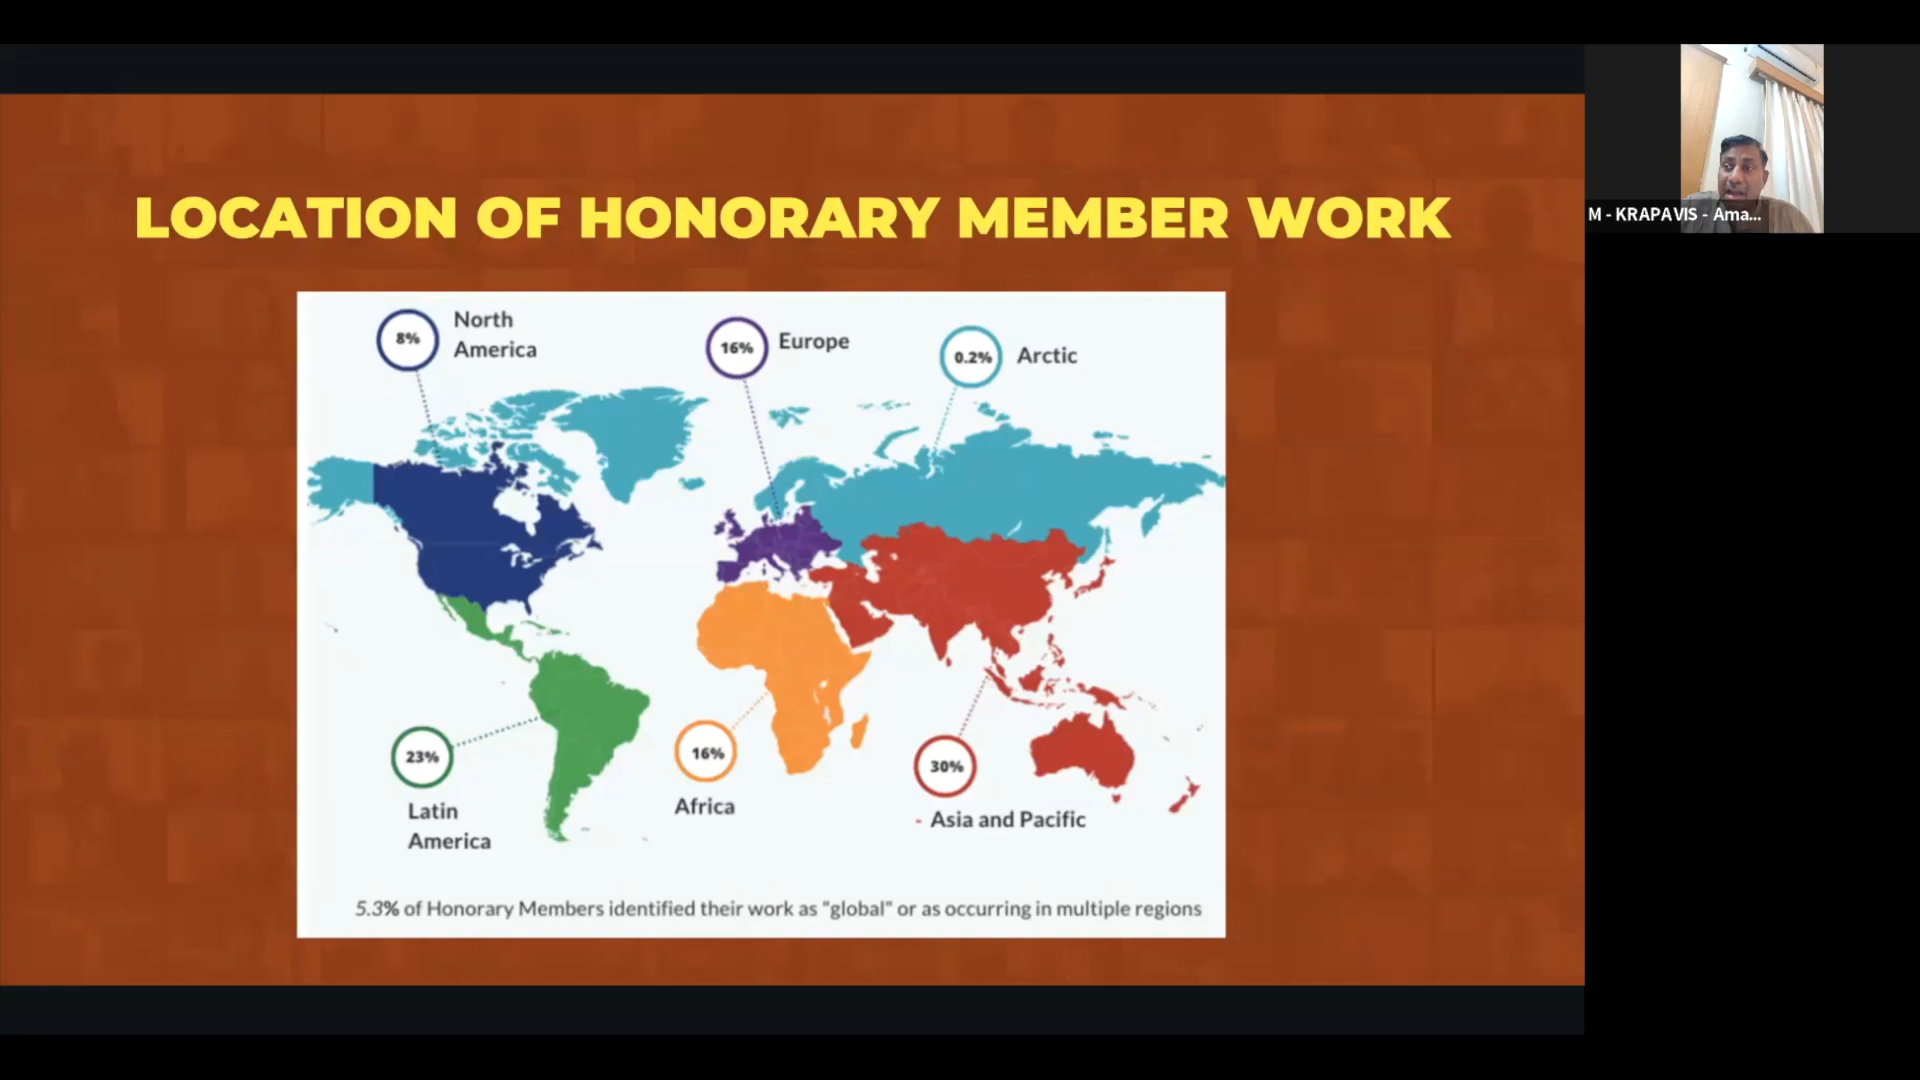 LOCATION OF HONORARY MEMBER WORK
8%
North
America
16%
Europe
0.2%
Arctic
23%
Latin
America
16%
Africa
30%
- Asia and Pacific
5.3% of Honorary Members identified their work as "global" or as occurring in multiple regions
M - KRAPAVIS - Ama...